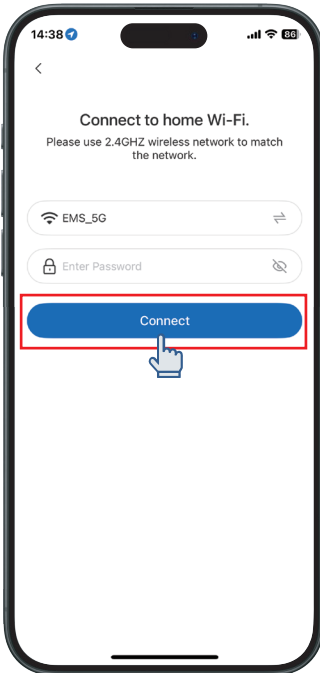 14:38
86
Connect to home Wi-Fi.
Please use 2.4GHZ wireless network to match
the network.
EMS_5G
Enter Password
Connect